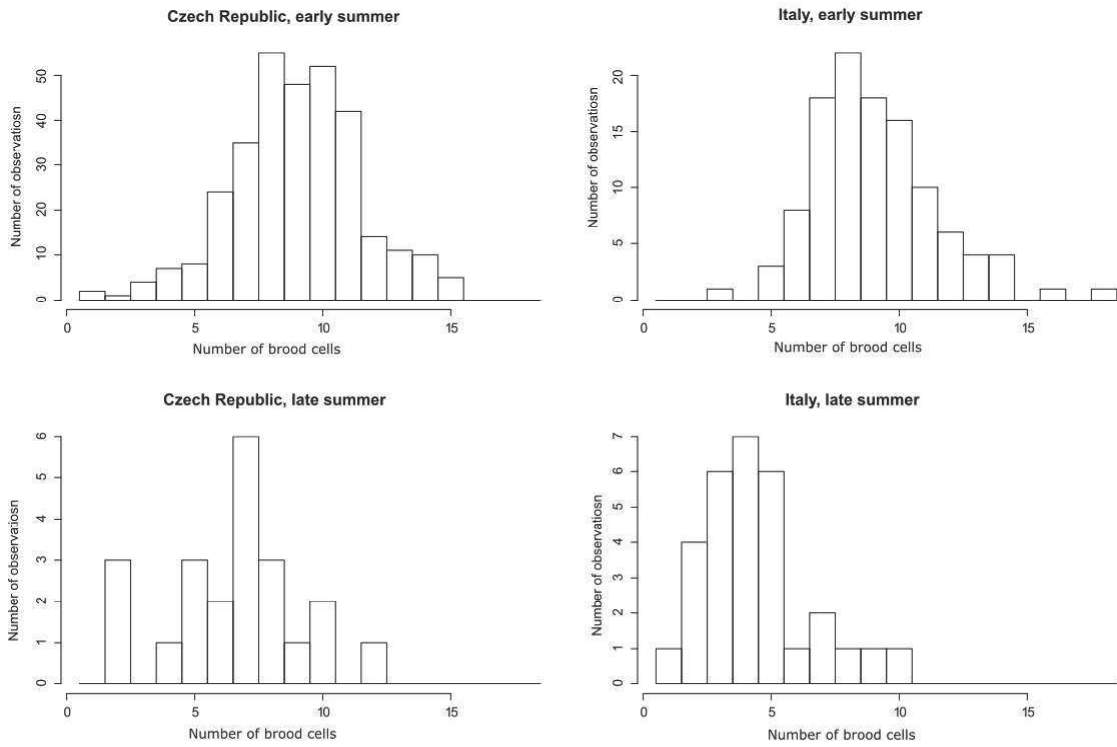 Czech Republic, early summer
Number of observatiosn
0 10 20 30 40 50
0 5 10 15
Number of brood cells
Italy, early summer
Number of observatiosn
0 5 10 15 20
0 5 10 15
Number of brood cells
Czech Republic, late summer
Number of observatiosn
0 1 2 3 4 5 6
0 5 10 15
Number of brood cells
Italy, late summer
Number of observatiosn
0 1 2 3 4 5 6 7
0 5 10 15
Number of brood cells